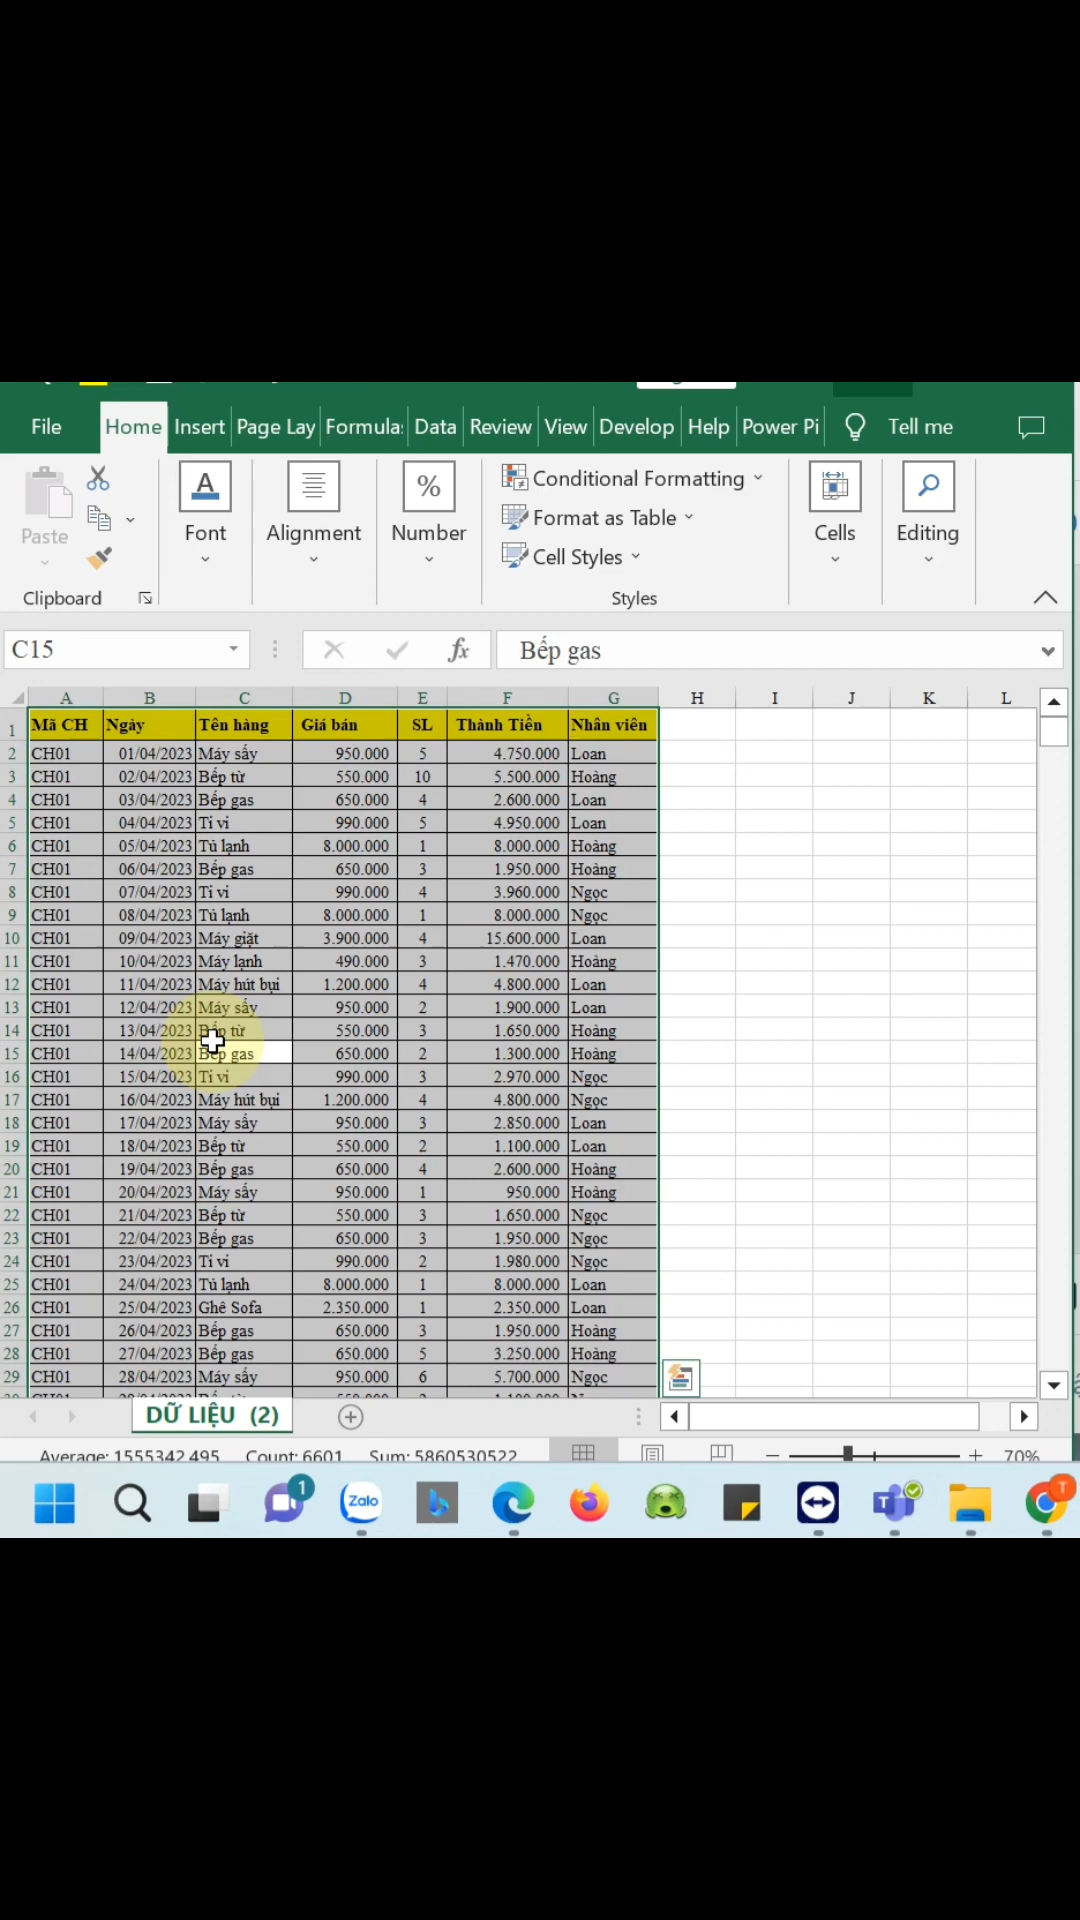 File Home Insert Page Lay Formula: Data Review View Develop Help Power Pi Tell me
Paste
Font Alignment Number
Conditional Formatting
Format as Table
Cell Styles
Cells Editing
Clipboard Styles
C15 fx Bếp gas
A B C D E F G H I J K L
1 Mã CH Ngày Tên hàng Giá bán SL Thành Tiền Nhân viên
2 CH01 01/04/2023 Máy sấy 950.000 5 4.750.000 Loan
3 CH01 02/04/2023 Bếp từ 550.000 10 5.500.000 Hoàng
4 CH01 03/04/2023 Bếp gas 650.000 4 2.600.000 Loan
5 CH01 04/04/2023 Ti vi 990.000 5 4.950.000 Loan
6 CH01 05/04/2023 Tủ lạnh 8.000.000 1 8.000.000 Hoàng
7 CH01 06/04/2023 Bếp gas 650.000 3 1.950.000 Hoàng
8 CH01 07/04/2023 Ti vi 990.000 4 3.960.000 Ngọc
9 CH01 08/04/2023 Tủ lạnh 8.000.000 1 8.000.000 Ngọc
10 CH01 09/04/2023 Máy giặt 3.900.000 4 15.600.000 Loan
11 CH01 10/04/2023 Máy lạnh 490.000 3 1.470.000 Hoàng
12 CH01 11/04/2023 Máy hút bụi 1.200.000 4 4.800.000 Loan
13 CH01 12/04/2023 Máy sấy 950.000 2 1.900.000 Loan
14 CH01 13/04/2023 Bếp từ 550.000 3 1.650.000 Hoàng
15 CH01 14/04/2023 Bếp gas 650.000 2 1.300.000 Hoàng
16 CH01 15/04/2023 Ti vi 990.000 3 2.970.000 Ngọc
17 CH01 16/04/2023 Máy hút bụi 1.200.000 4 4.800.000 Ngọc
18 CH01 17/04/2023 Máy sấy 950.000 3 2.850.000 Loan
19 CH01 18/04/2023 Bếp từ 550.000 2 1.100.000 Loan
20 CH01 19/04/2023 Bếp gas 650.000 4 2.600.000 Hoàng
21 CH01 20/04/2023 Máy sấy 950.000 1 950.000 Hoàng
22 CH01 21/04/2023 Bếp từ 550.000 3 1.650.000 Ngọc
23 CH01 22/04/2023 Bếp gas 650.000 3 1.950.000 Ngọc
24 CH01 23/04/2023 Ti vi 990.000 2 1.980.000 Ngọc
25 CH01 24/04/2023 Tủ lạnh 8.000.000 1 8.000.000 Loan
26 CH01 25/04/2023 Ghế Sofa 2.350.000 1 2.350.000 Loan
27 CH01 26/04/2023 Bếp gas 650.000 3 1.950.000 Hoàng
28 CH01 27/04/2023 Bếp gas 650.000 5 3.250.000 Hoàng
29 CH01 28/04/2023 Máy sấy 950.000 6 5.700.000 Ngọc
DỮ LIỆU (2)
Average: 1555342,495 Count: 6601 Sum: 5860530522 70%
1 Zalo T T